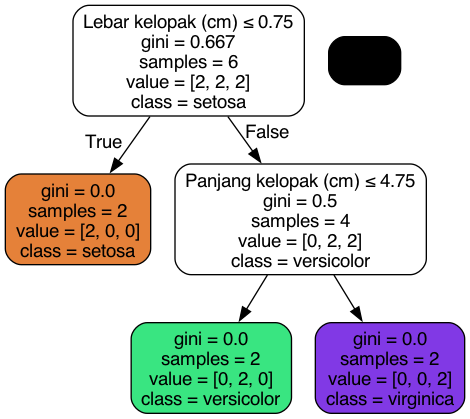 Lebar kelopak (cm) ≤ 0.75
gini = 0.667
samples = 6
value = [2, 2, 2]
class = setosa
True
False
gini = 0.0
samples = 2
value = [2, 0, 0]
class = setosa
Panjang kelopak (cm) ≤ 4.75
gini = 0.5
samples = 4
value = [0, 2, 2]
class = versicolor
gini = 0.0
samples = 2
value = [0, 2, 0]
class = versicolor
gini = 0.0
samples = 2
value = [0, 0, 2]
class = virginica